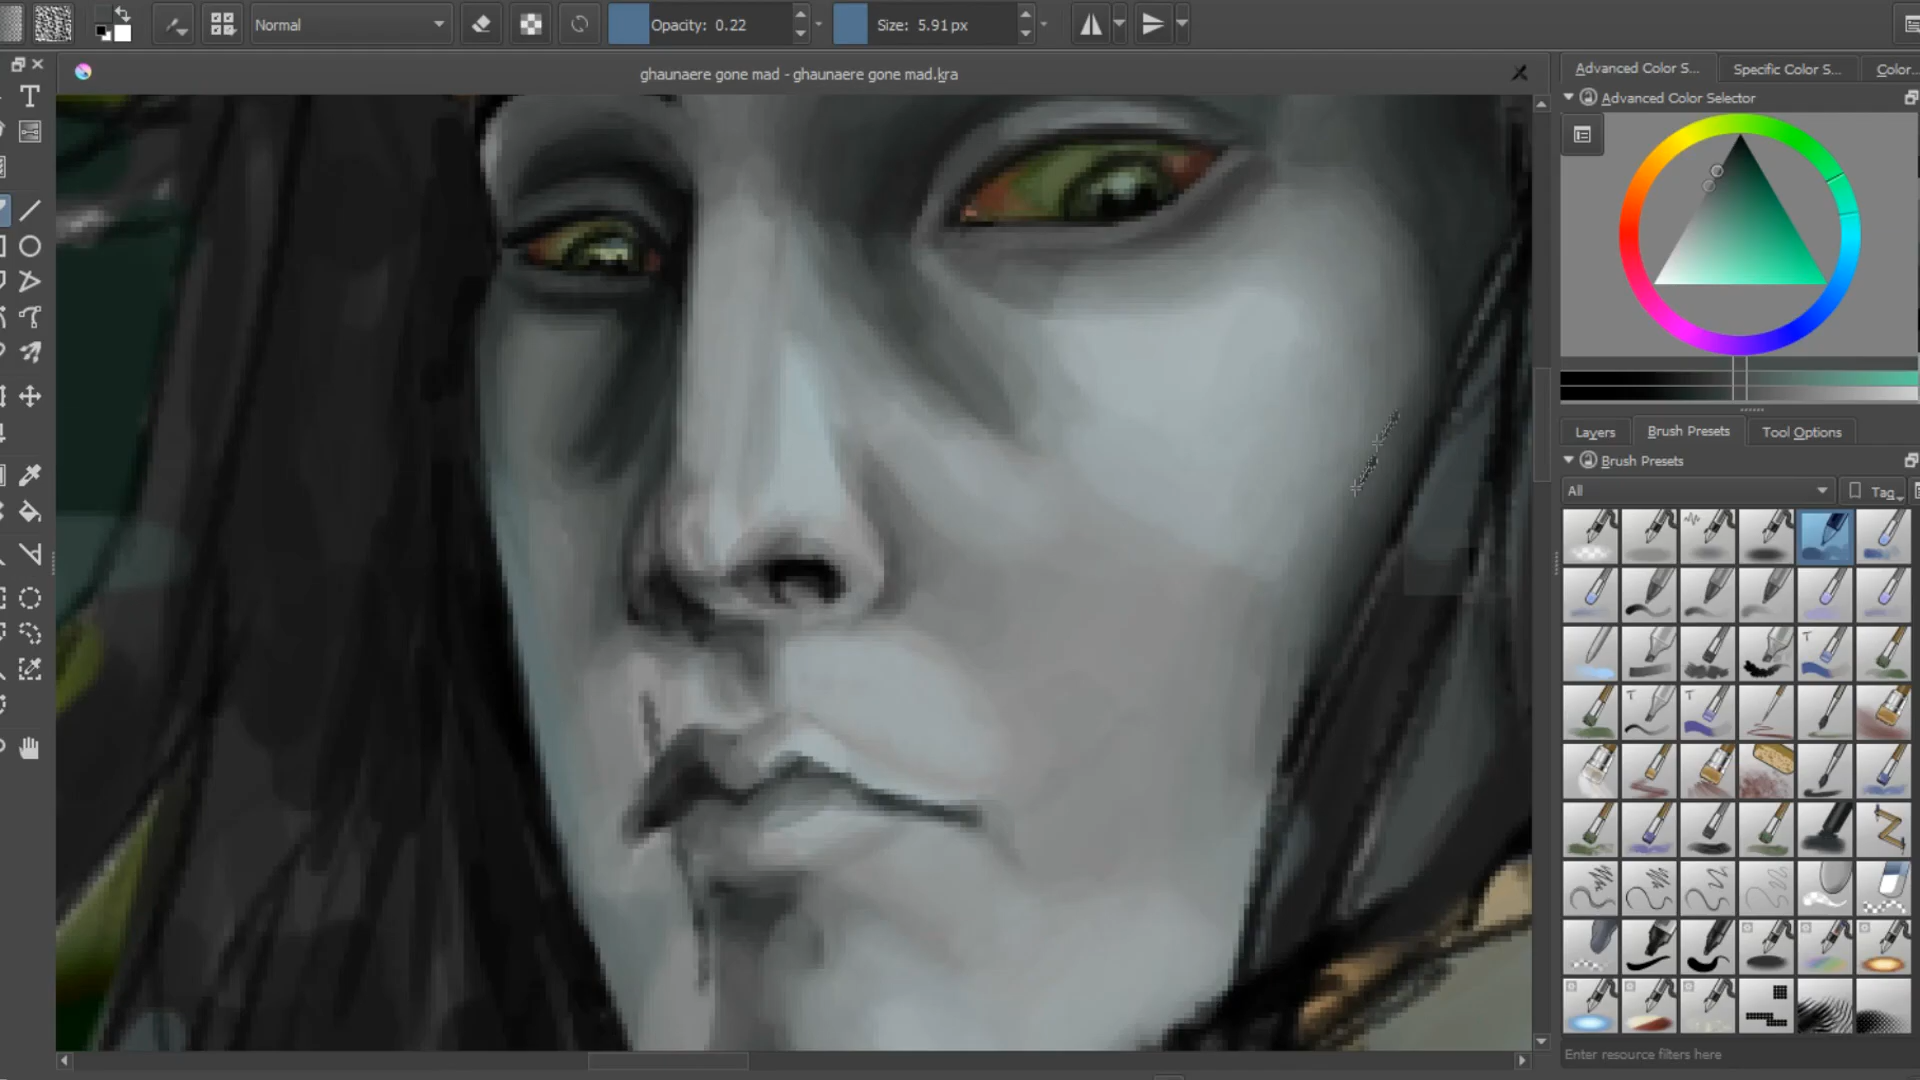 Normal
Opacity: 0.22
Size: 5.91 px
ghaunaere gone mad - ghaunaere gone mad.kra
Advanced Color S...
Specific Color S...
Color...
Advanced Color Selector
Layers
Brush Presets
Tool Options
Brush Presets
All
Tag
Enter resource filters here